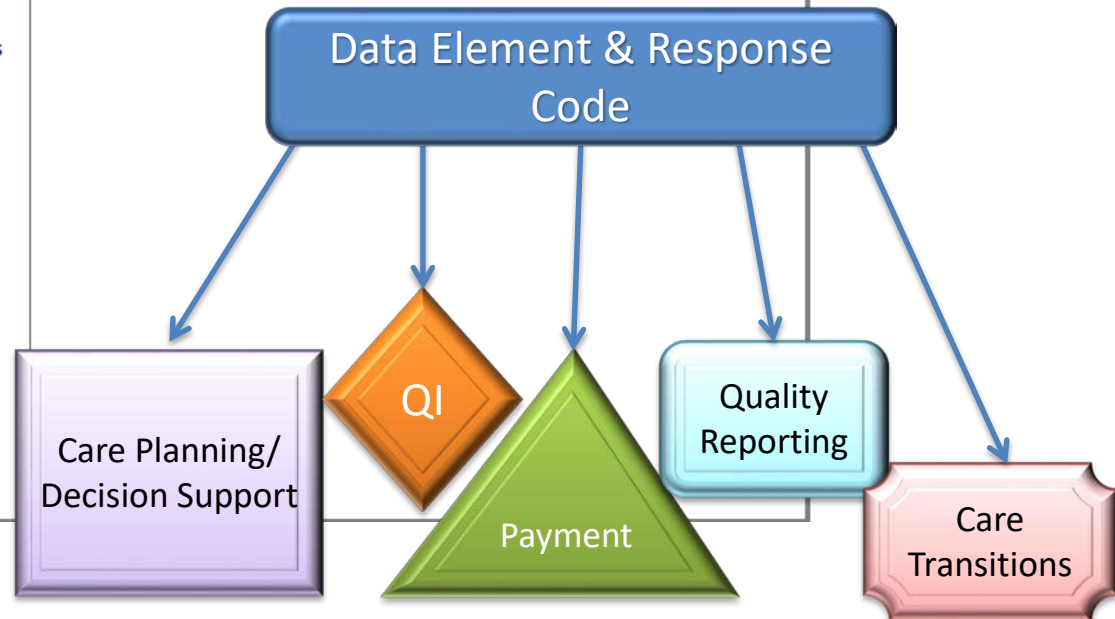 Data Element & Response
Code
Care Planning/
Decision Support
QI
Payment
Quality
Reporting
Care
Transitions